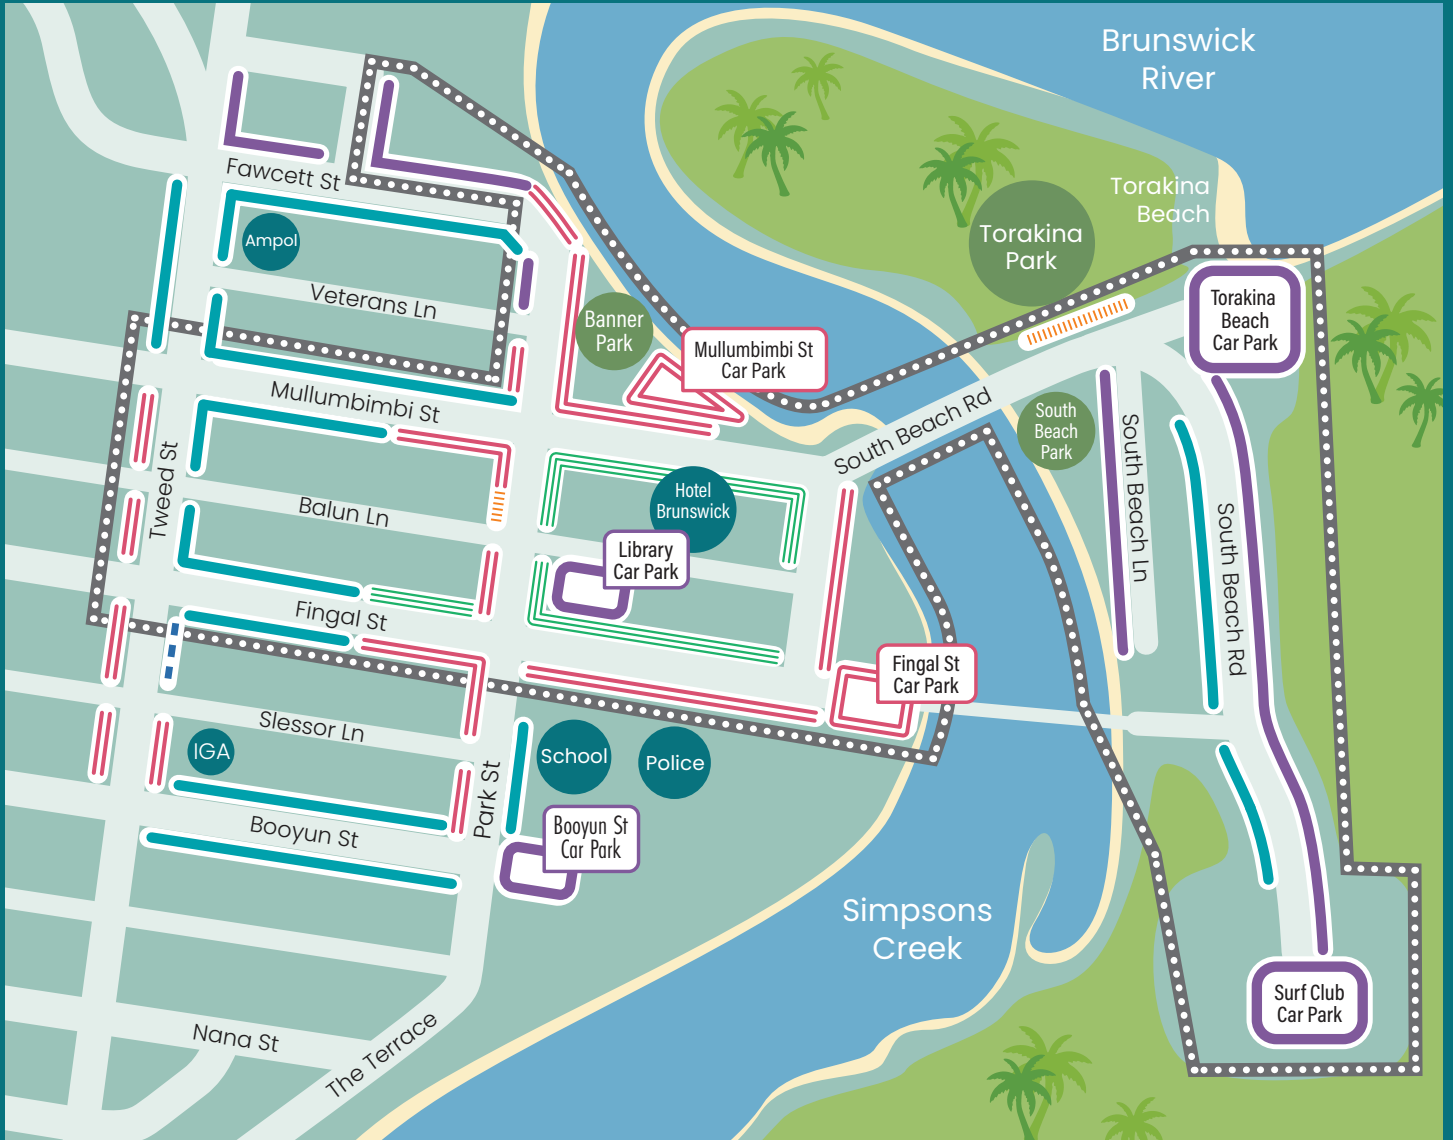 Brunswick
River
Fawcett St
Torakina
Beach
Ampol
Torakina
Park
Veterans Ln
Torakina
Beach
Car Park
Banner
Park
Mullumbimbi St
Car Park
Mullumbimbi St
South Beach Rd
South
Beach
Park
South Beach Ln
Tweed St
Hotel
Brunswick
Balun Ln
South Beach Rd
Library
Car Park
Fingal St
Fingal St
Car Park
Slessor Ln
IGA
School
Police
Park St
Booyun St
Booyun St
Car Park
Simpsons
Creek
Surf Club
Car Park
Nana St
The Terrace